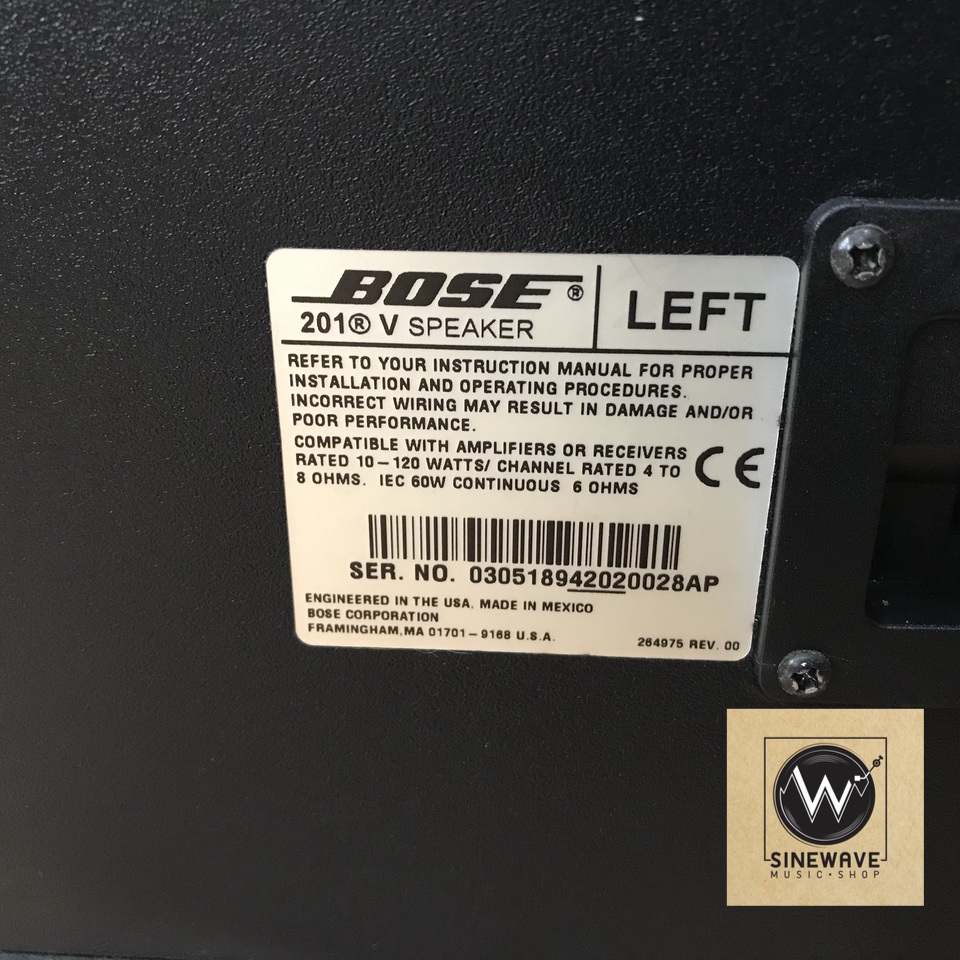 BOSE®
201® V SPEAKER
LEFT
REFER TO YOUR INSTRUCTION MANUAL FOR PROPER
INSTALLATION AND OPERATING PROCEDURES.
INCORRECT WIRING MAY RESULT IN DAMAGE AND/OR
POOR PERFORMANCE.
COMPATIBLE WITH AMPLIFIERS OR RECEIVERS
RATED 10–120 WATTS/ CHANNEL RATED 4 TO
8 OHMS. IEC 60W CONTINUOUS 6 OHMS
CE
SER. NO. 030518942020028AP
ENGINEERED IN THE USA. MADE IN MEXICO
BOSE CORPORATION
FRAMINGHAM,MA 01701–9168 U.S.A.
264975 REV. 00
W
SINEWAVE
MUSIC•SHOP